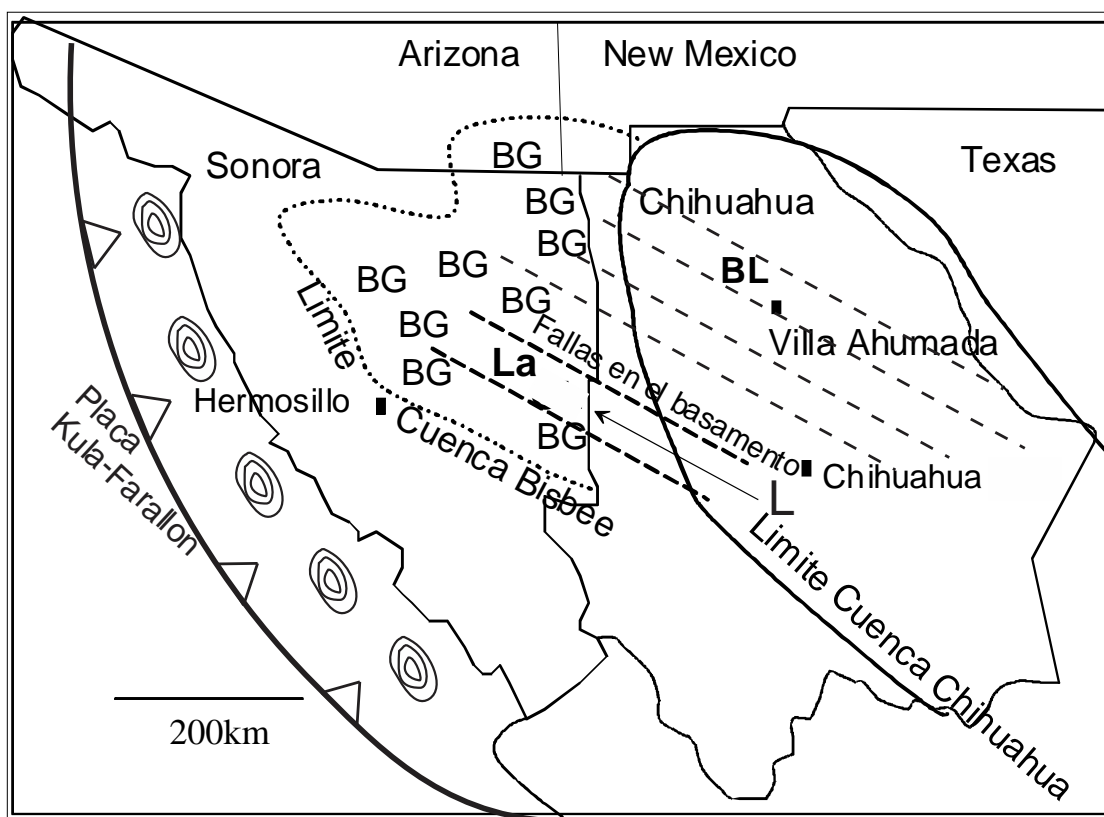 Arizona
New Mexico
Texas
Sonora
BG
BG
Chihuahua
BG
BG
BG
BL
BG
Limite
BG
Fallas en el basamento
Villa Ahumada
La
BG
Hermosillo
Cuenca Bisbee
BG
Placa
Kula-Farallon
Chihuahua
L
Limite Cuenca Chihuahua
200km